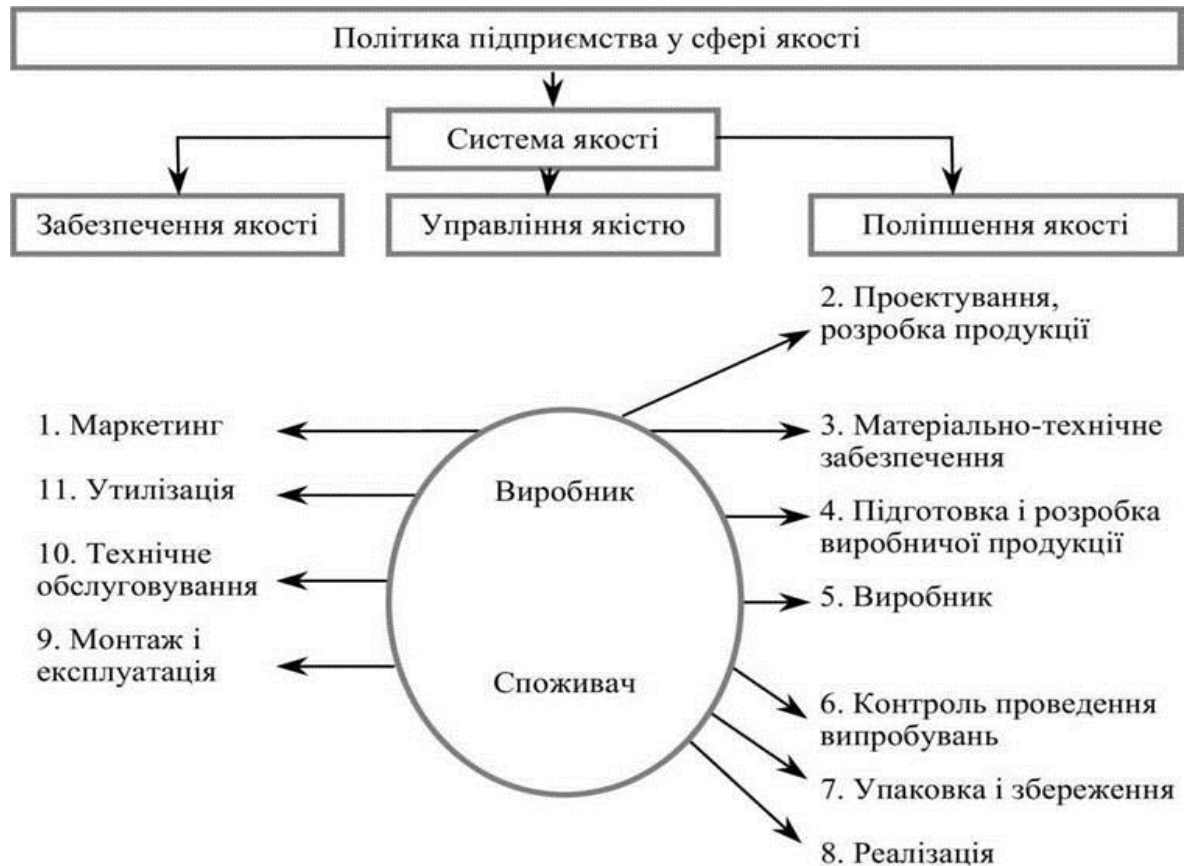 Політика підприємства у сфері якості
Система якості
Забезпечення якості
Управління якістю
Поліпшення якості
2. Проектування,
розробка продукції
1. Маркетинг
3. Матеріально-технічне
забезпечення
11. Утилізація
Виробник
4. Підготовка і розробка
виробничої продукції
10. Технічне
обслуговування
5. Виробник
9. Монтаж і
експлуатація
Споживач
6. Контроль проведення
випробувань
7. Упаковка і збереження
8. Реалізація